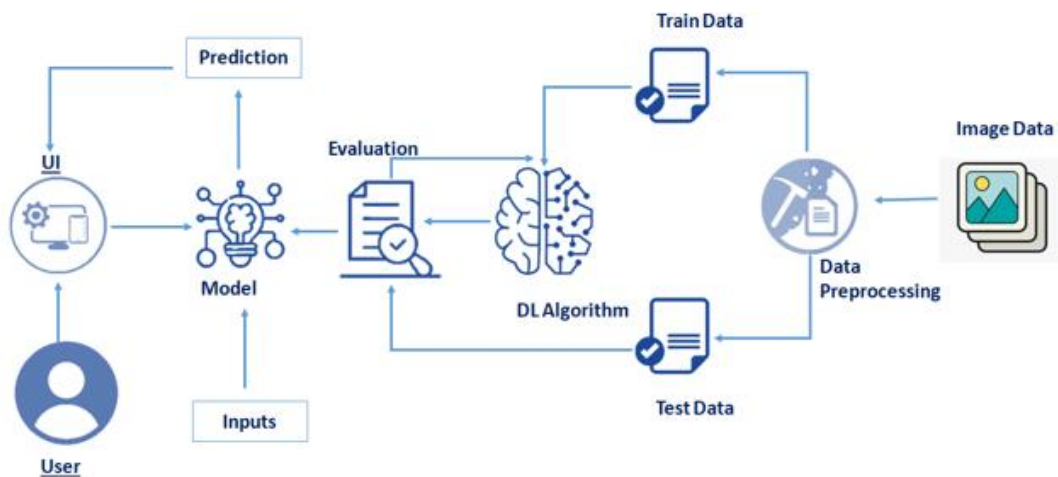 Train Data
Prediction
Image Data
Evaluation
UI
Model
DL Algorithm
Data
Preprocessing
Inputs
Test Data
User